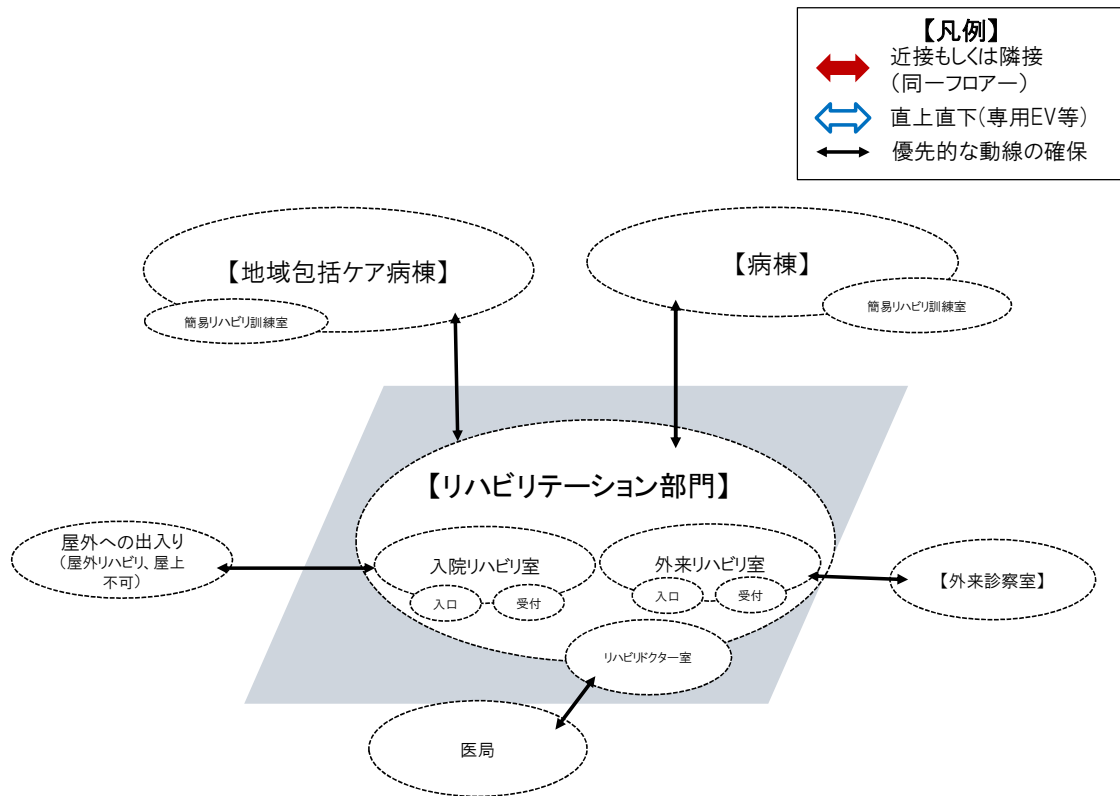 【凡例】
近接もしくは隣接
（同一フロアー）
直上直下(専用EV等)
優先的な動線の確保
【地域包括ケア病棟】
簡易リハビリ訓練室
【病棟】
簡易リハビリ訓練室
【リハビリテーション部門】
屋外への出入り
（屋外リハビリ、屋上
不可）
入院リハビリ室
入口
受付
外来リハビリ室
入口
受付
【外来診察室】
リハビリドクター室
医局